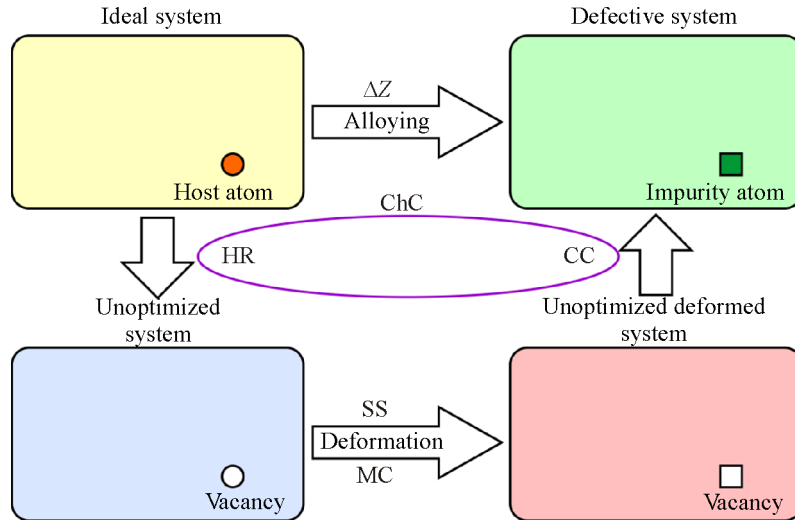 Ideal system
Defective system
ΔZ
Alloying
Host atom
Impurity atom
ChC
HR
CC
Unoptimized
system
Unoptimized deformed
system
SS
Deformation
MC
Vacancy
Vacancy